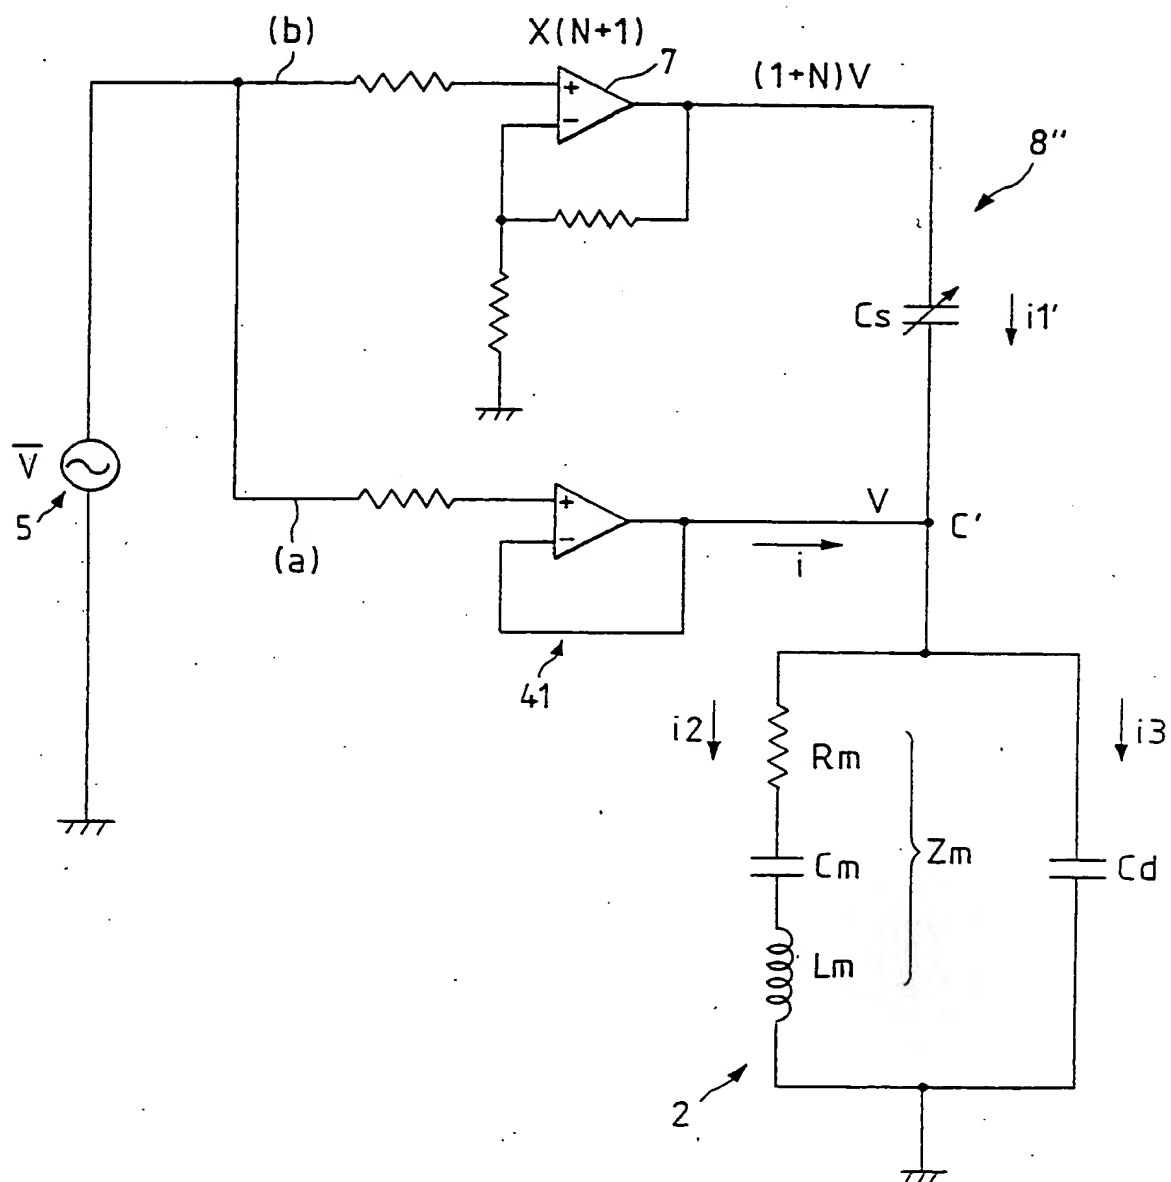 (b)
X(N+1)
7
(1+N)V
8"
Cs
i1'
+
−
V
5
(a)
+
−
V
C'
i
41
i2
i3
Rm
Zm
Cm
Cd
Lm
2